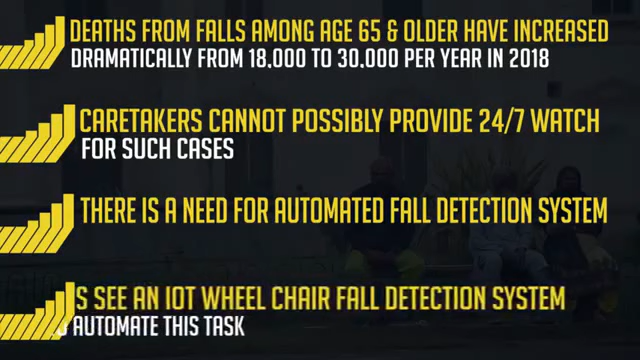 DEATHS FROM FALLS AMONG AGE 65 & OLDER HAVE INCREASED
DRAMATICALLY FROM 18,000 TO 30,000 PER YEAR IN 2018
CARETAKERS CANNOT POSSIBLY PROVIDE 24/7 WATCH
FOR SUCH CASES
THERE IS A NEED FOR AUTOMATED FALL DETECTION SYSTEM
S SEE AN IOT WHEEL CHAIR FALL DETECTION SYSTEM
AUTOMATE THIS TASK